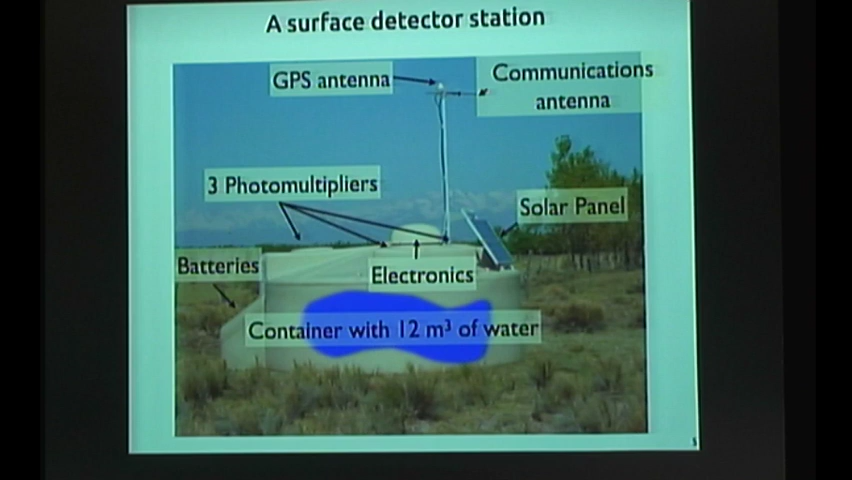 A surface detector station
GPS antenna
Communications
antenna
3 Photomultipliers
Solar Panel
Batteries
Electronics
Container with 12 m³ of water
5